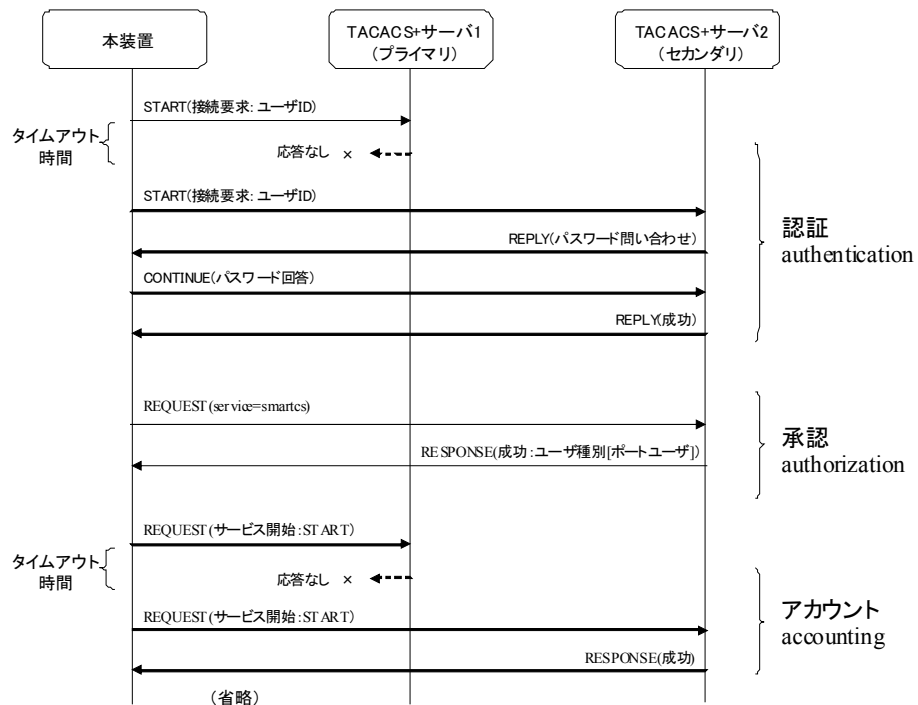 本装置
TACACS+サーバ1
(プライマリ)
TACACS+サーバ2
(セカンダリ)
START(接続要求: ユーザID)
タイムアウト
時間
応答なし ×
START(接続要求: ユーザID)
REPLY(パスワード問い合わせ)
CONTINUE(パスワード回答)
REPLY(成功)
認証
authentication
REQUEST(service=smartcs)
RESPONSE(成功:ユーザ種別[ポートユーザ])
承認
authorization
REQUEST(サービス開始:START)
タイムアウト
時間
応答なし ×
REQUEST(サービス開始:START)
RESPONSE(成功)
アカウント
accounting
(省略)